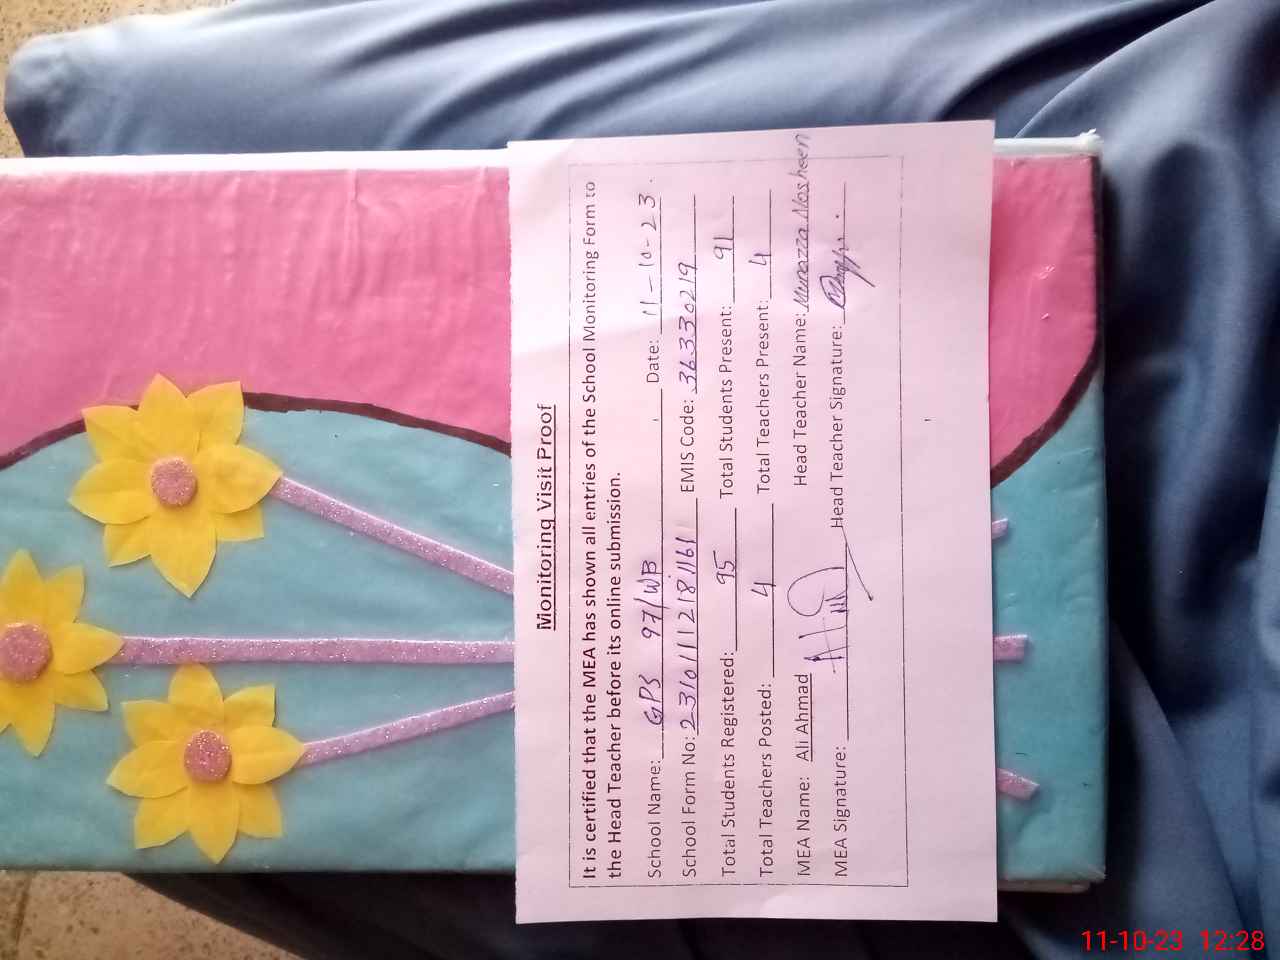 Monitoring Visit Proof
It is certified that the MEA has shown all entries of the School Monitoring Form to
the Head Teacher before its online submission.
School Name: GPS 97/WB Date: 11-10-23.
School Form No: 23101112181161 EMIS Code: 36330219
Total Students Registered: 95 Total Students Present: 91
Total Teachers Posted: 4 Total Teachers Present: 4
MEA Name: Ali Ahmad Head Teacher Name: Munazza Mosheen
MEA Signature: Head Teacher Signature:
11-10-23 12:28